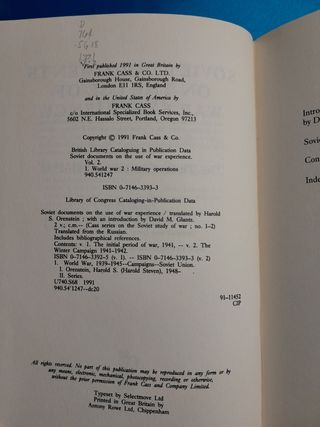 D
764
.S618
First published 1991 in Great Britain by
FRANK CASS & CO. LTD.
Gainsborough House, Gainsborough Road,
London E11 1RS, England
and in the United States of America by
FRANK CASS
c/o International Specialized Book Services, Inc.,
5602 N.E. Hassalo Street, Portland, Oregon 97213
Copyright © 1991 Frank Cass & Co.
British Library Cataloguing in Publication Data
Soviet documents on the use of war experience.
Vol. 2.
1. World war 2 : Military operations
940.541247
ISBN 0-7146-3393-3
Library of Congress Cataloging-in-Publication Data
Soviet documents on the use of war experience / translated by Harold
S. Orenstein ; with an introduction by David M. Glantz.
2 v.; c.m.-- (Cass series on the Soviet study of war ; no. 1-2)
Translated from the Russian.
Includes bibliographical references.
Contents: v. 1. The initial period of war, 1941, -- v. 2. The
Winter Campaign 1941-1942.
ISBN 0-7146-3392-5 (v. 1). -- ISBN 0-7146-3393-3 (v. 2)
1. World War, 1939-1945--Campaigns--Soviet Union.
I. Orenstein, Harold S. (Harold Steven), 1948-
II. Series.
U740.S68 1991
940.54'1247--dc20
91-11452
CIP
All rights reserved. No part of this publication may be reproduced in any form or by
any means, electronic, mechanical, photocopying, recording or otherwise,
without the prior permission of Frank Cass and Company Limited.
Typeset by Selectmove Ltd
Printed in Great Britain by
Antony Rowe Ltd, Chippenham
Intro
by D
Sovie
Con
Inde